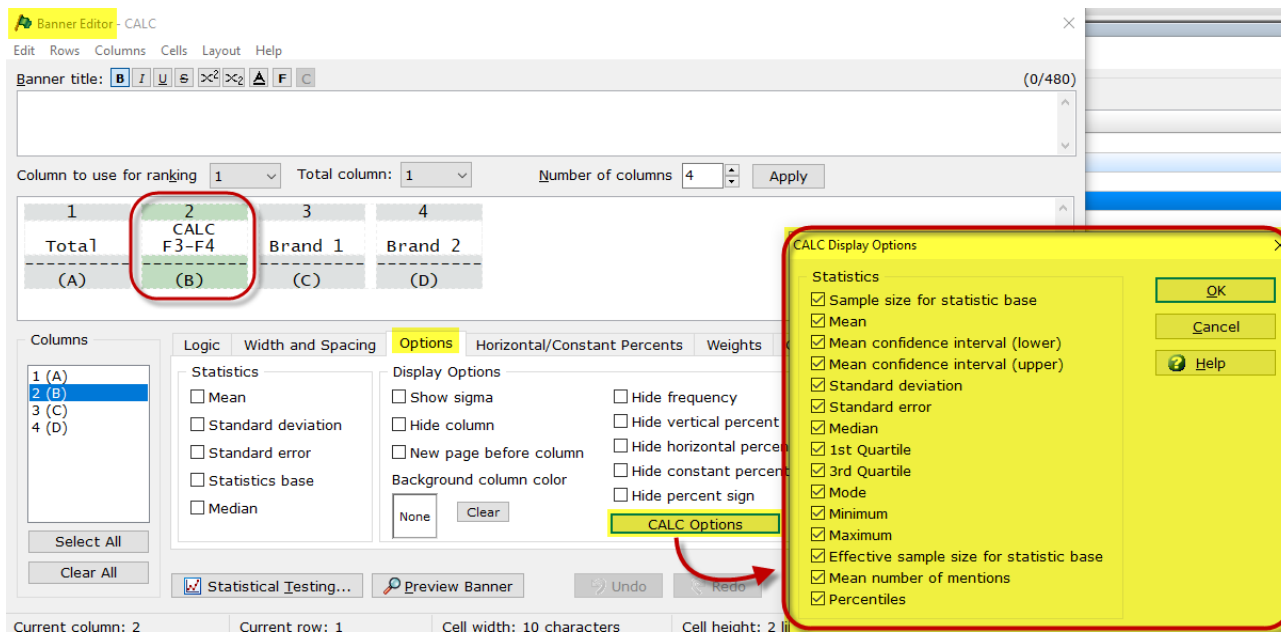 Banner Editor - CALC
Edit Rows Columns Cells Layout Help
Banner title: B I U S X² X₂ A F C (0/480)
Column to use for ranking 1 Total column: 1 Number of columns 4 Apply
1 2 3 4
CALC
Total F3-F4 Brand 1 Brand 2
(A) (B) (C) (D)
Columns
1 (A)
2 (B)
3 (C)
4 (D)
Select All
Clear All
Logic Width and Spacing Options Horizontal/Constant Percents Weights
Statistics
Mean
Standard deviation
Standard error
Statistics base
Median
Display Options
Show sigma
Hide column
New page before column
Background column color
None Clear
Hide frequency
Hide vertical percent
Hide horizontal percen
Hide constant percent
Hide percent sign
CALC Options
Statistical Testing... Preview Banner Undo Redo
Current column: 2 Current row: 1 Cell width: 10 characters Cell height: 2 li
CALC Display Options
Statistics
Sample size for statistic base
Mean
Mean confidence interval (lower)
Mean confidence interval (upper)
Standard deviation
Standard error
Median
1st Quartile
3rd Quartile
Mode
Minimum
Maximum
Effective sample size for statistic base
Mean number of mentions
Percentiles
OK
Cancel
Help